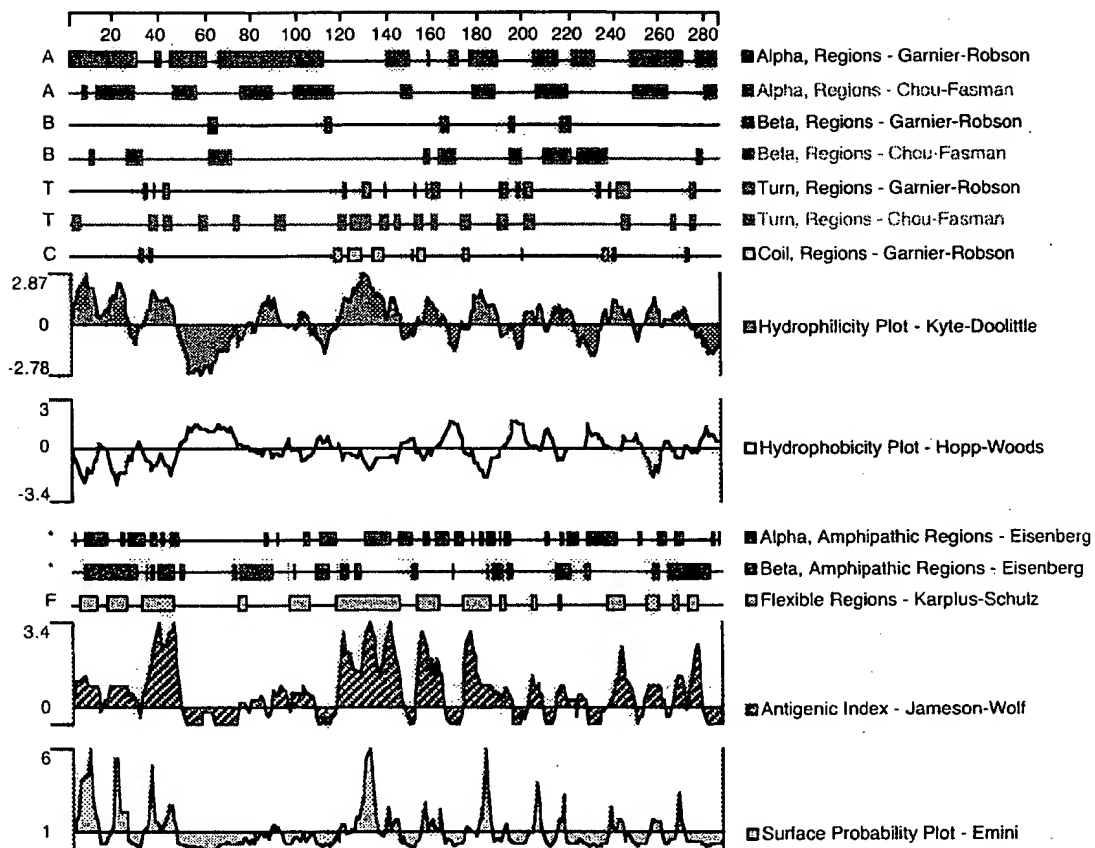 20 40 60 80 100 120 140 160 180 200 220 240 260 280
A Alpha, Regions - Garnier-Robson
A Alpha, Regions - Chou-Fasman
B Beta, Regions - Garnier-Robson
B Beta, Regions - Chou-Fasman
T Turn, Regions - Garnier-Robson
T Turn, Regions - Chou-Fasman
C Coil, Regions - Garnier-Robson
2.87
0 Hydrophilicity Plot - Kyte-Doolittle
-2.78
3
0 Hydrophobicity Plot - Hopp-Woods
-3.4
* Alpha, Amphipathic Regions - Eisenberg
* Beta, Amphipathic Regions - Eisenberg
F Flexible Regions - Karplus-Schulz
3.4
0 Antigenic Index - Jameson-Wolf
6
1 Surface Probability Plot - Emini